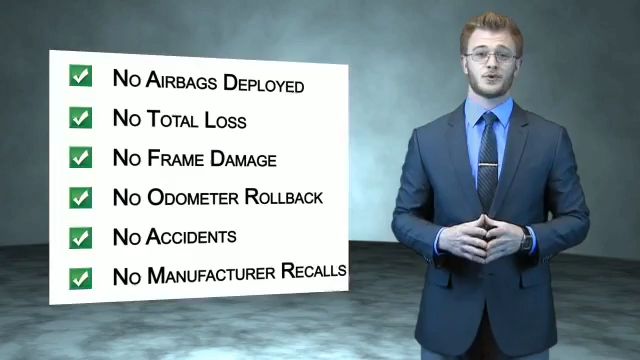 No Airbags Deployed
No Total Loss
No Frame Damage
No Odometer Rollback
No Accidents
No Manufacturer Recalls